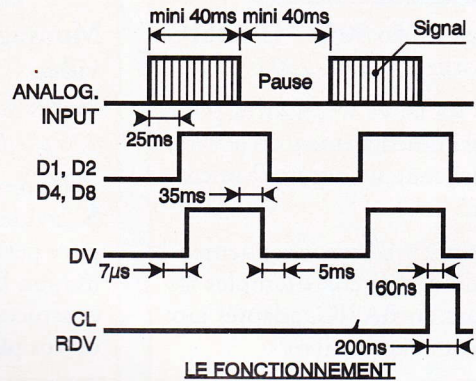 mini 40ms mini 40ms
Signal
Pause
ANALOG.
INPUT
25ms
D1, D2
D4, D8
35ms
DV
7µs
5ms
160ns
CL
RDV
200ns
LE FONCTIONNEMENT